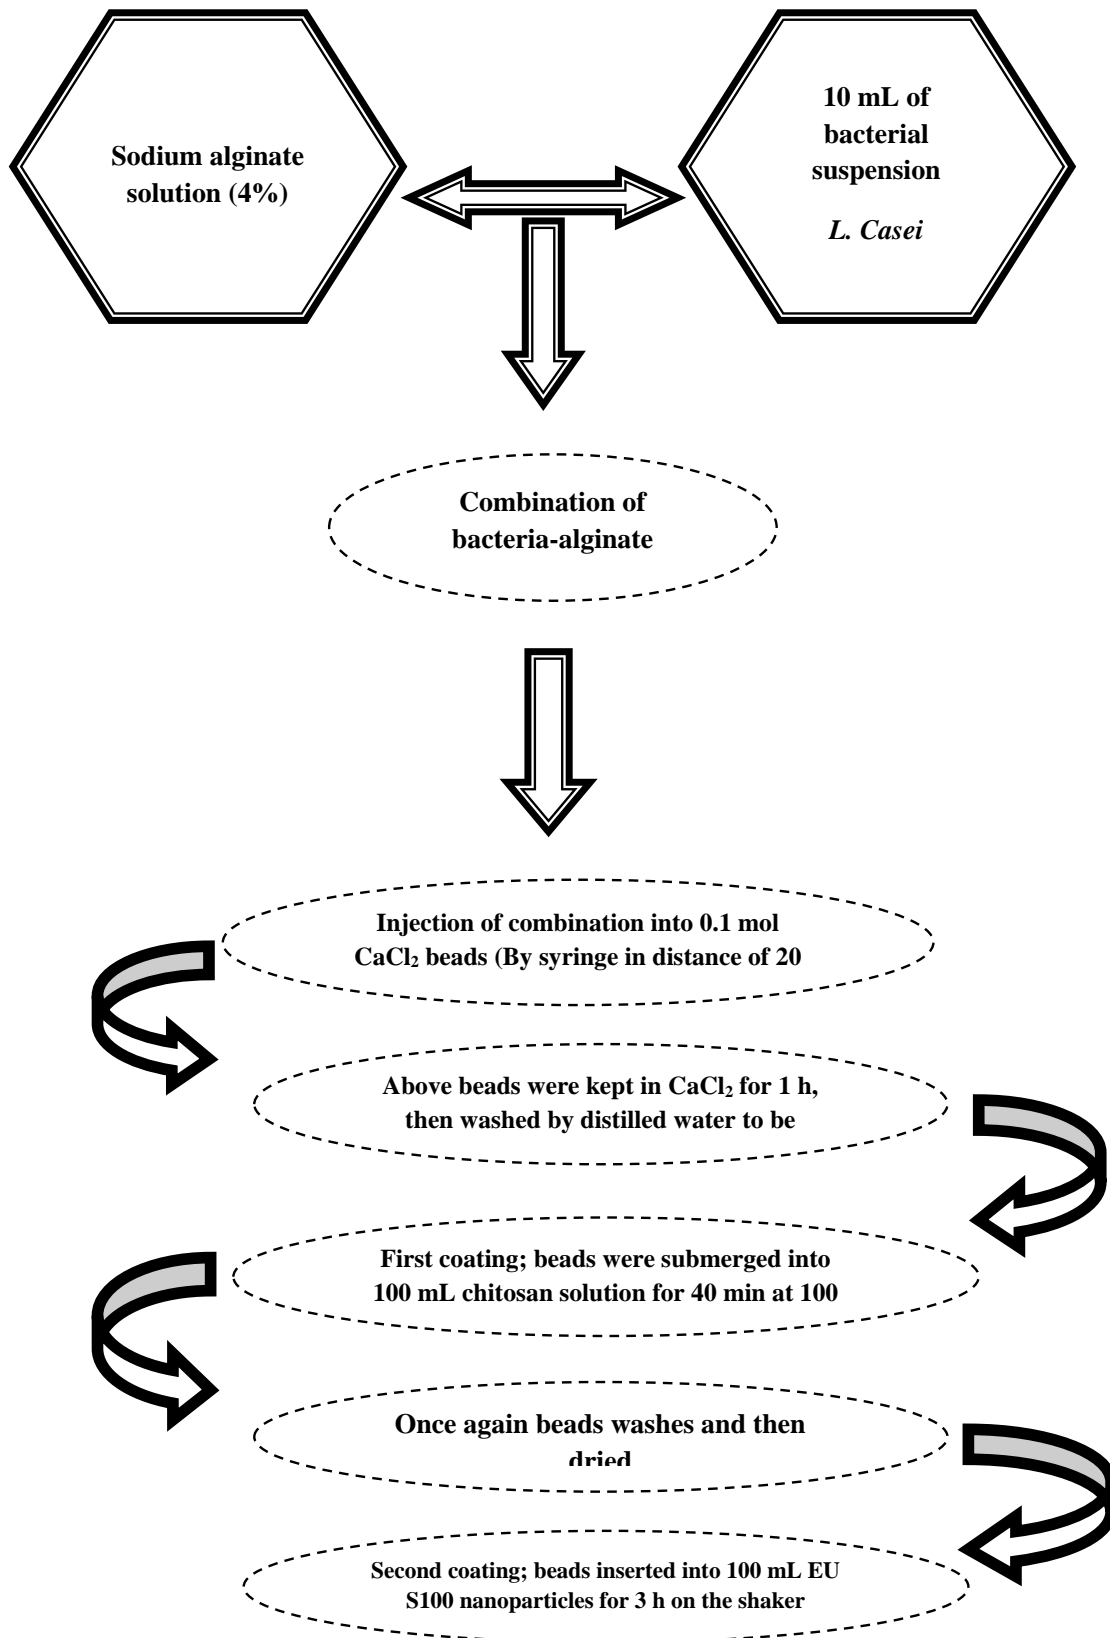 Sodium alginate
solution (4%)
10 mL of
bacterial
suspension
L. Casei
Combination of
bacteria-alginate
Injection of combination into 0.1 mol
CaCl₂ beads (By syringe in distance of 20
Above beads were kept in CaCl₂ for 1 h,
then washed by distilled water to be
First coating; beads were submerged into
100 mL chitosan solution for 40 min at 100
Once again beads washes and then
dried
Second coating; beads inserted into 100 mL EU
S100 nanoparticles for 3 h on the shaker